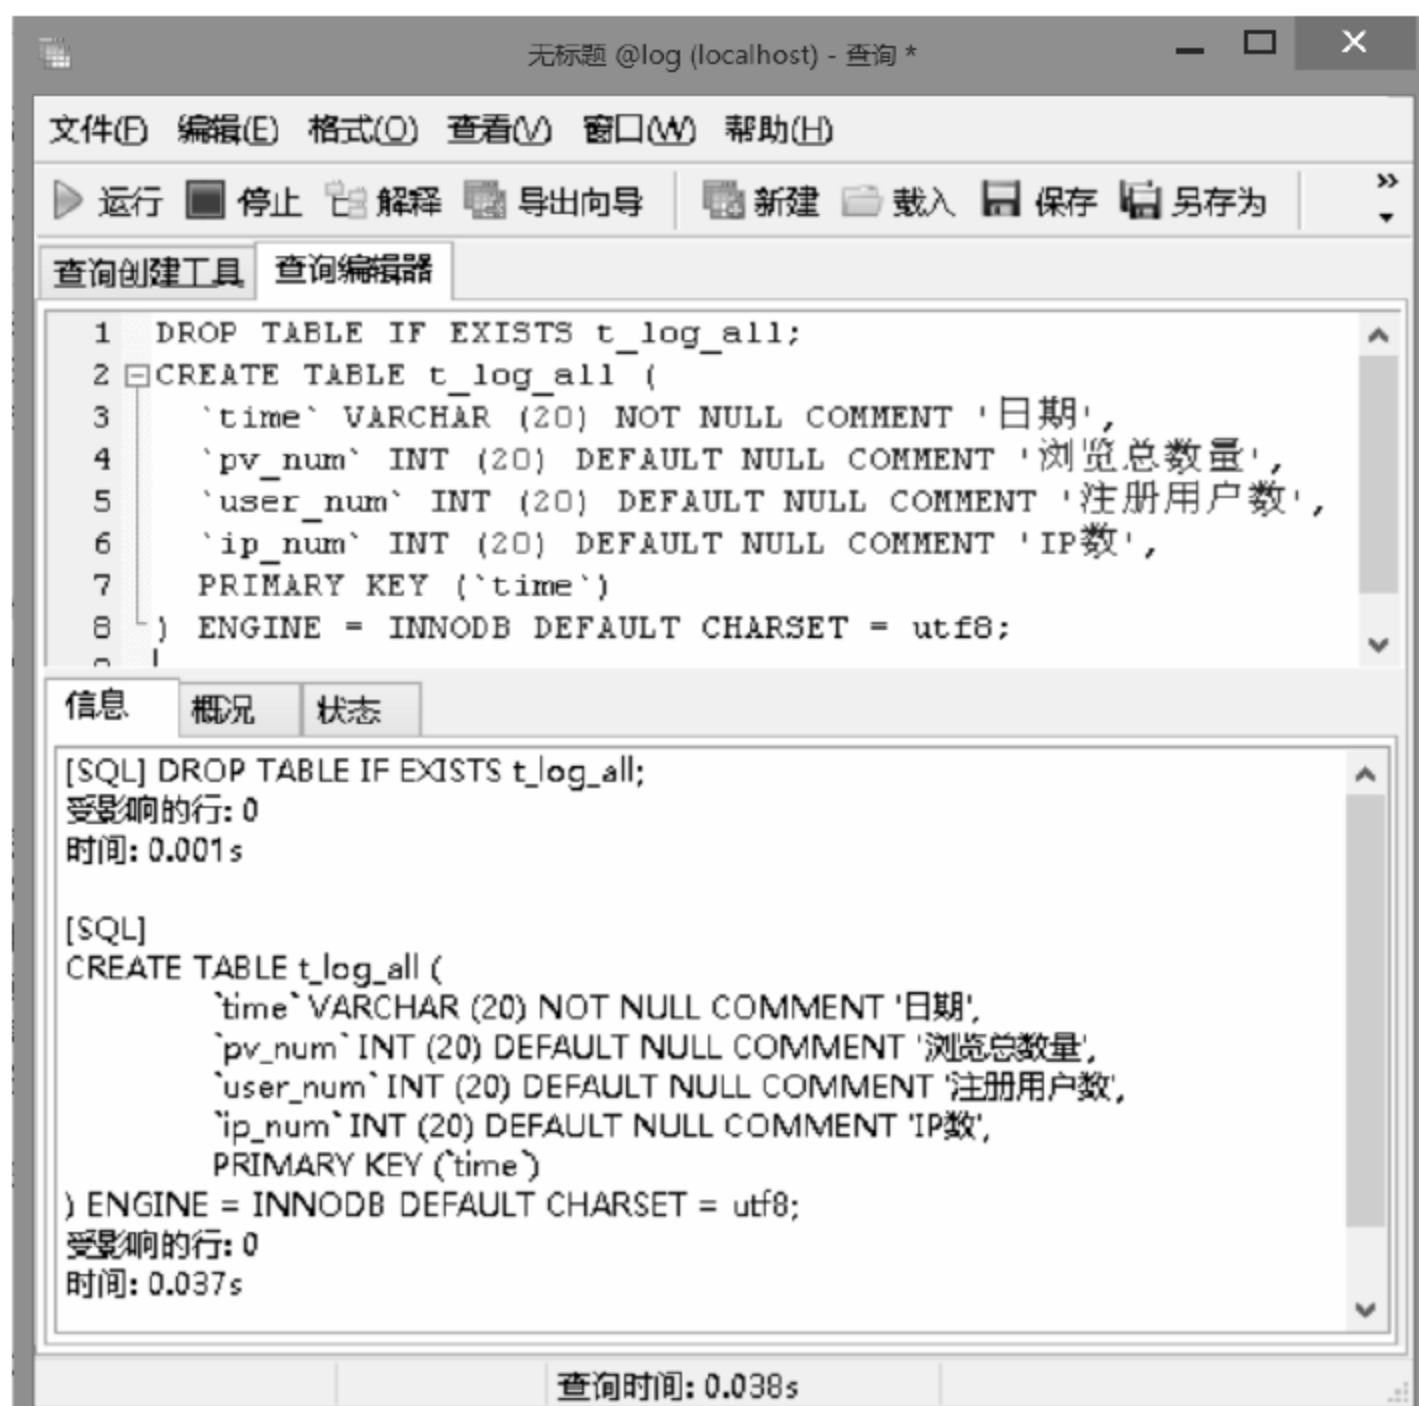 无标题 @log (localhost) - 查询 *
文件(F) 编辑(E) 格式(O) 查看(V) 窗口(W) 帮助(H)
运行 停止 解释 导出向导 新建 载入 保存 另存为
查询创建工具 查询编辑器
1 DROP TABLE IF EXISTS t_log_all;
2 CREATE TABLE t_log_all (
3 `time` VARCHAR (20) NOT NULL COMMENT '日期',
4 `pv_num` INT (20) DEFAULT NULL COMMENT '浏览总数量',
5 `user_num` INT (20) DEFAULT NULL COMMENT '注册用户数',
6 `ip_num` INT (20) DEFAULT NULL COMMENT 'IP数',
7 PRIMARY KEY (`time`)
8 ) ENGINE = INNODB DEFAULT CHARSET = utf8;
信息 概况 状态
[SQL] DROP TABLE IF EXISTS t_log_all;
受影响的行: 0
时间: 0.001s
[SQL]
CREATE TABLE t_log_all (
`time` VARCHAR (20) NOT NULL COMMENT '日期',
`pv_num` INT (20) DEFAULT NULL COMMENT '浏览总数量',
`user_num` INT (20) DEFAULT NULL COMMENT '注册用户数',
`ip_num` INT (20) DEFAULT NULL COMMENT 'IP数',
PRIMARY KEY (`time`)
) ENGINE = INNODB DEFAULT CHARSET = utf8;
受影响的行: 0
时间: 0.037s
查询时间: 0.038s